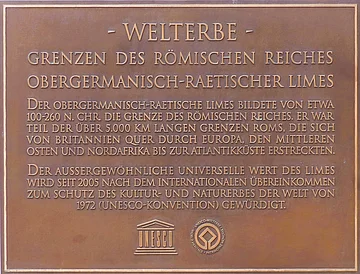 - WELTERBE -
GRENZEN DES RÖMISCHEN REICHES
OBERGERMANISCH-RAETISCHER LIMES
DER OBERGERMANISCH-RAETISCHE LIMES BILDETE VON ETWA
100-260 N. CHR. DIE GRENZE DES RÖMISCHEN REICHES. ER WAR
TEIL DER ÜBER 5.000 KM LANGEN GRENZEN ROMS, DIE SICH
VON BRITANNIEN QUER DURCH EUROPA, DEN MITTLEREN
OSTEN UND NORDAFRIKA BIS ZUR ATLANTIKKÜSTE ERSTRECKTEN.
DER AUSSERGEWÖHNLICHE UNIVERSELLE WERT DES LIMES
WIRD SEIT 2005 NACH DEM INTERNATIONALEN ÜBEREINKOMMEN
ZUM SCHUTZ DES KULTUR- UND NATURERBES DER WELT VON
1972 (UNESCO-KONVENTION) GEWÜRDIGT.
UNESCO